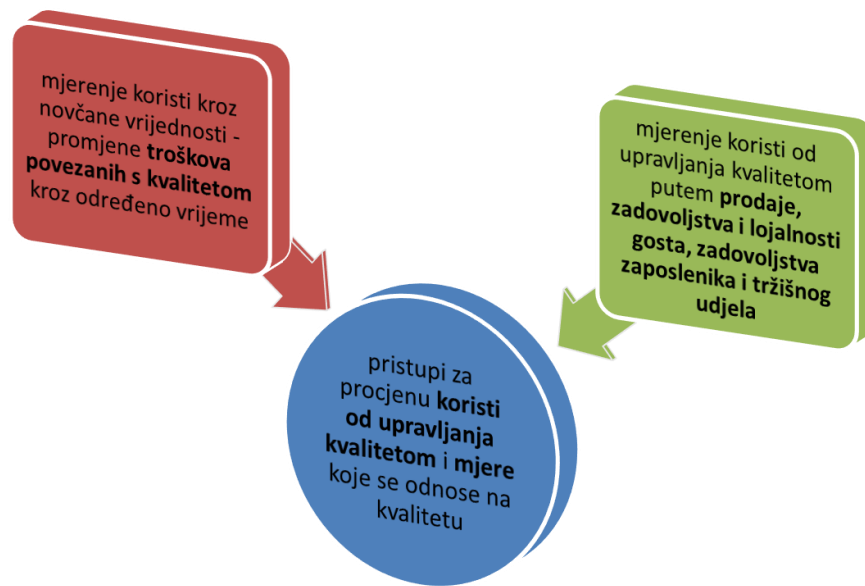 mjerenje koristi kroz
novčane vrijednosti -
promjene troškova
povezanih s kvalitetom
kroz određeno vrijeme
mjerenje koristi od
upravljanja kvalitetom
putem prodaje,
zadovoljstva i lojalnosti
gosta, zadovoljstva
zaposlenika i tržišnog
udjela
pristupi za
procjenu koristi
od upravljanja
kvalitetom i mjere
koje se odnose na
kvalitetu